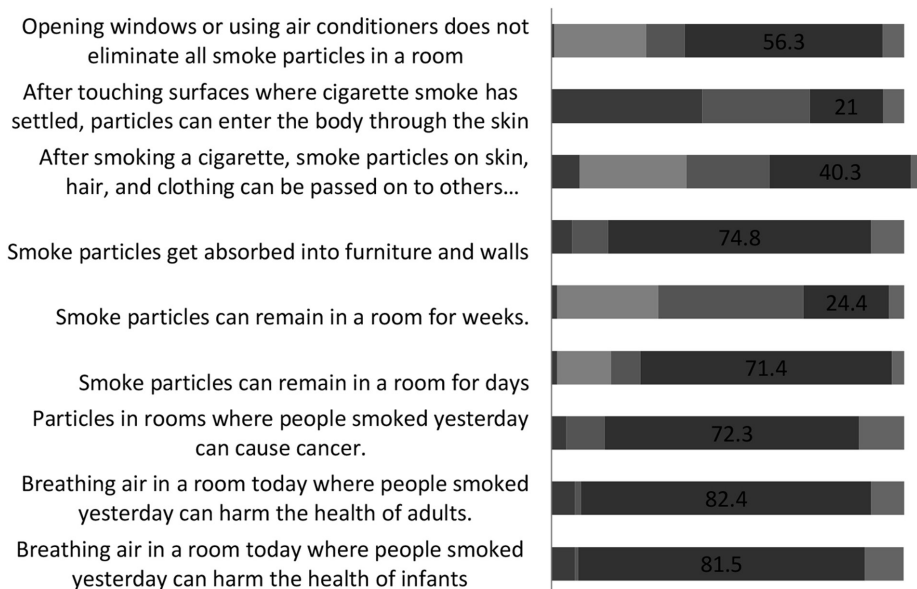 Opening windows or using air conditioners does not
eliminate all smoke particles in a room
56.3
After touching surfaces where cigarette smoke has
settled, particles can enter the body through the skin
21
After smoking a cigarette, smoke particles on skin,
hair, and clothing can be passed on to others…
40.3
Smoke particles get absorbed into furniture and walls
74.8
Smoke particles can remain in a room for weeks.
24.4
Smoke particles can remain in a room for days
71.4
Particles in rooms where people smoked yesterday
can cause cancer.
72.3
Breathing air in a room today where people smoked
yesterday can harm the health of adults.
82.4
Breathing air in a room today where people smoked
yesterday can harm the health of infants
81.5